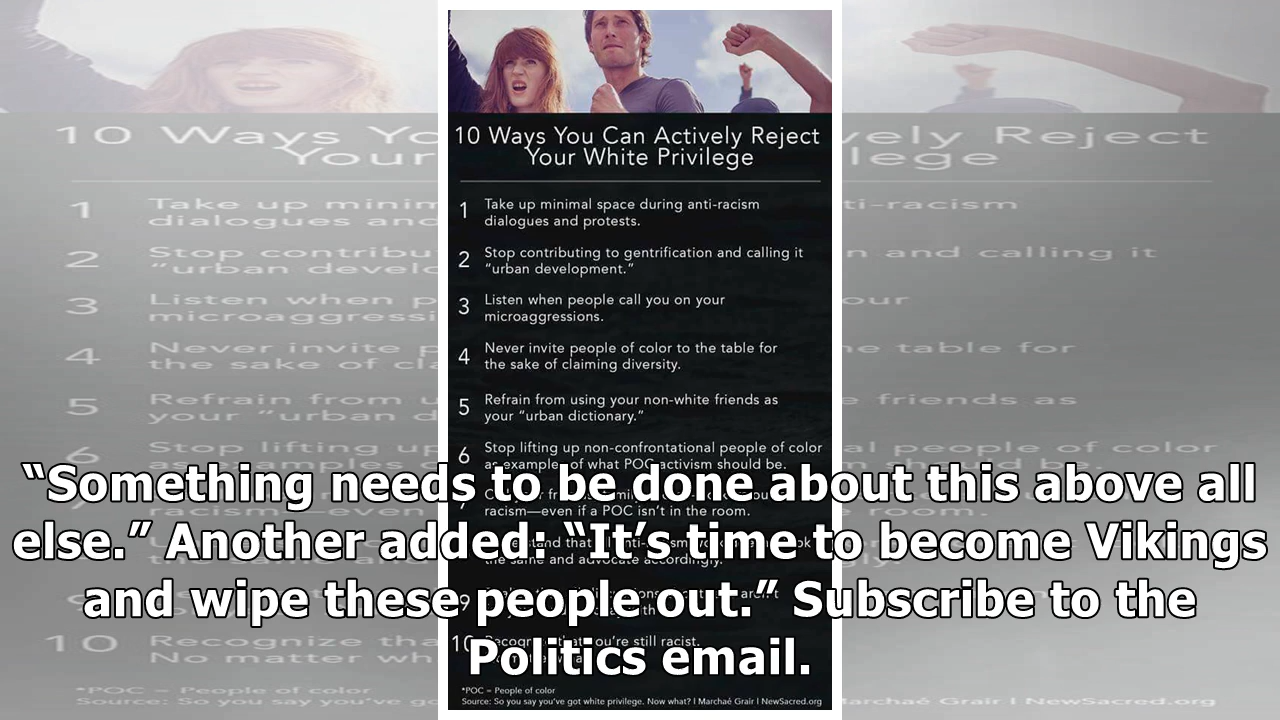 10 Ways You Can Actively Reject
Your White Privilege
1 Take up minimal space during anti-racism
dialogues and protests.
2 Stop contributing to gentrification and calling it
“urban development.”
3 Listen when people call you on your
microaggressions.
4 Never invite people of color to the table for
the sake of claiming diversity.
5 Refrain from using your non-white friends as
your “urban dictionary.”
6 Stop lifting up non-confrontational people of color
as examples of what POC activism should be.
racism—even if a POC isn’t in the room.
the same and advocate accordingly.
9
10 Recognize that you’re still racist.
“Something needs to be done about this above all
else.” Another added: “It’s time to become Vikings
and wipe these people out.” Subscribe to the
Politics email.
*POC = People of color
Source: So you say you’ve got white privilege. Now what? | Marchaé Grair | NewSacred.org